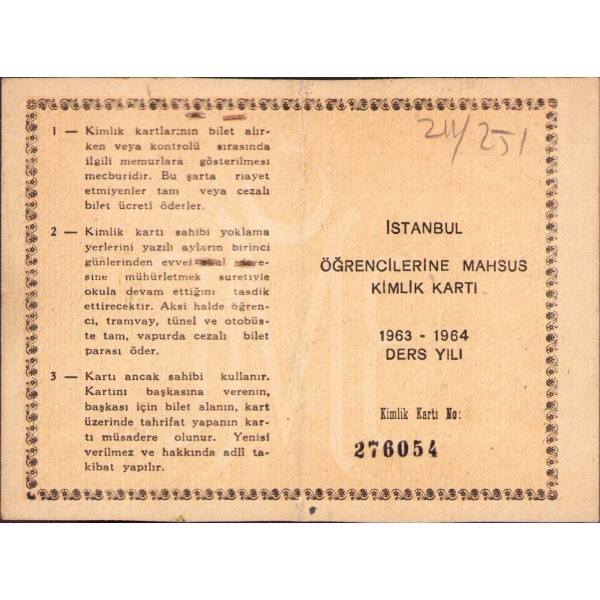 1 — Kimlik kartlarının bilet alır-
ken veya kontrolü sırasında
ilgili memurlara gösterilmesi
mecburidir. Bu şarta riayet
etmiyenler tam veya cezalı
bilet ücreti öderler.
2 — Kimlik kartı sahibi yoklama
yerlerini yazılı ayların birinci
günlerinden evvel
sine mühürletmek suretiyle
okula devam ettiğini tasdik
ettirecektir. Aksi halde öğren-
ci, tramvay, tünel ve otobüs-
te tam, vapurda cezalı bilet
parası öder.
3 — Kartı ancak sahibi kullanır.
Kartını başkasına verenin,
başkası için bilet alanın, kart
üzerinde tahrifat yapanın kar-
tı müsadere olunur. Yenisi
verilmez ve hakkında adlî ta-
kibat yapılır.
251
İSTANBUL
ÖĞRENCİLERİNE MAHSUS
KİMLİK KARTI
1963 - 1964
DERS YILI
Kimlik Kartı No:
276054